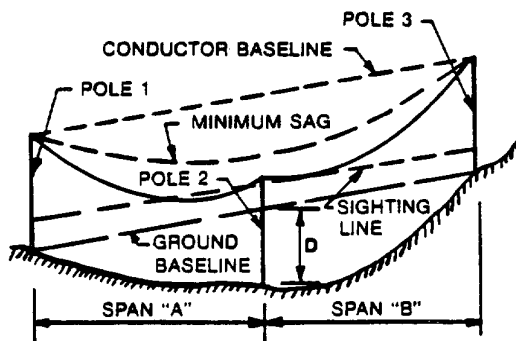 POLE 3
CONDUCTOR BASELINE
POLE 1
MINIMUM SAG
POLE 2
SIGHTING
LINE
GROUND
BASELINE
D
SPAN "A"
SPAN "B"